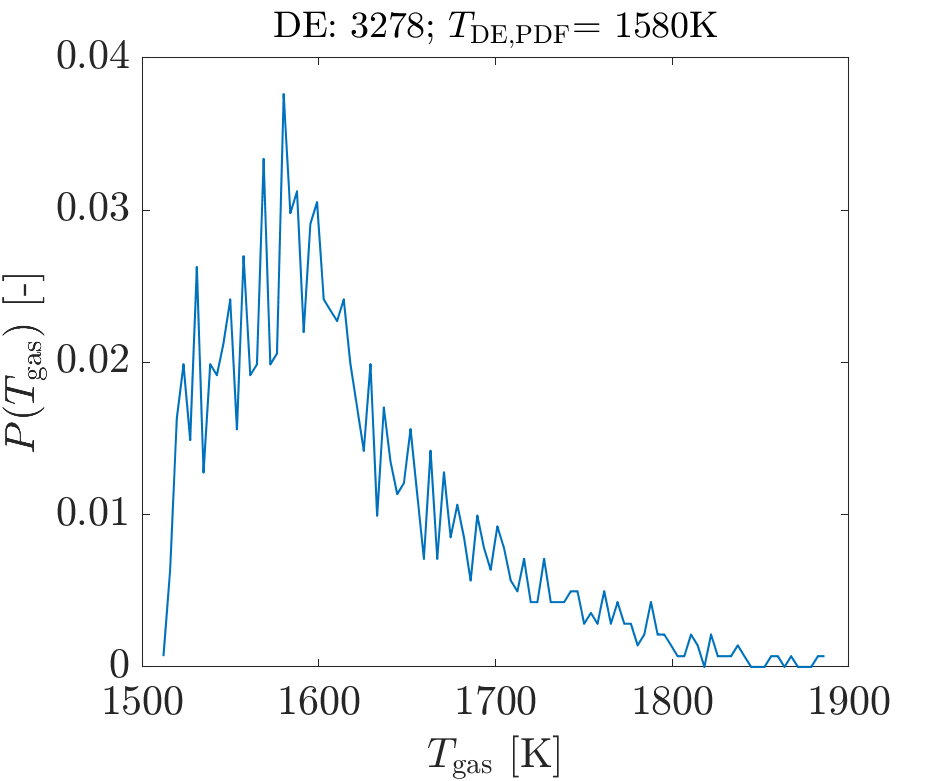 DE: 3278; T_DE,PDF= 1580K
0.04
0.03
0.02
0.01
0
P(T_gas) [-]
1500 1600 1700 1800 1900
T_gas [K]